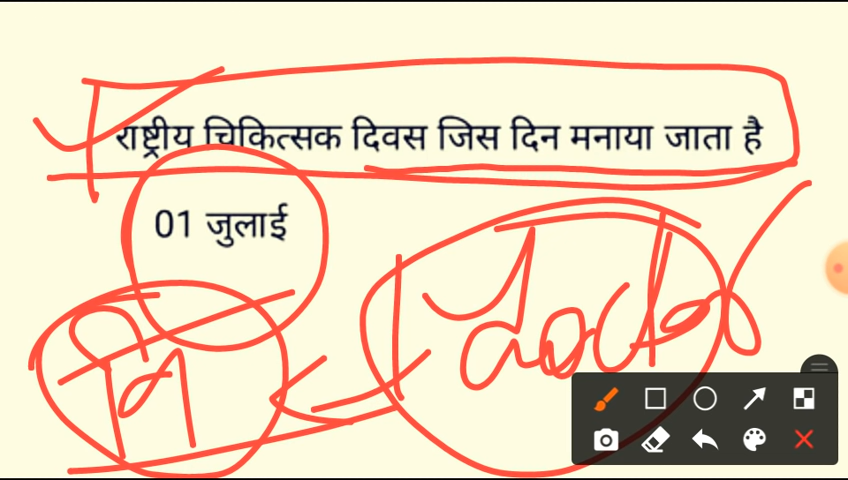 राष्ट्रीय चिकित्सक दिवस जिस दिन मनाया जाता है
01 जुलाई